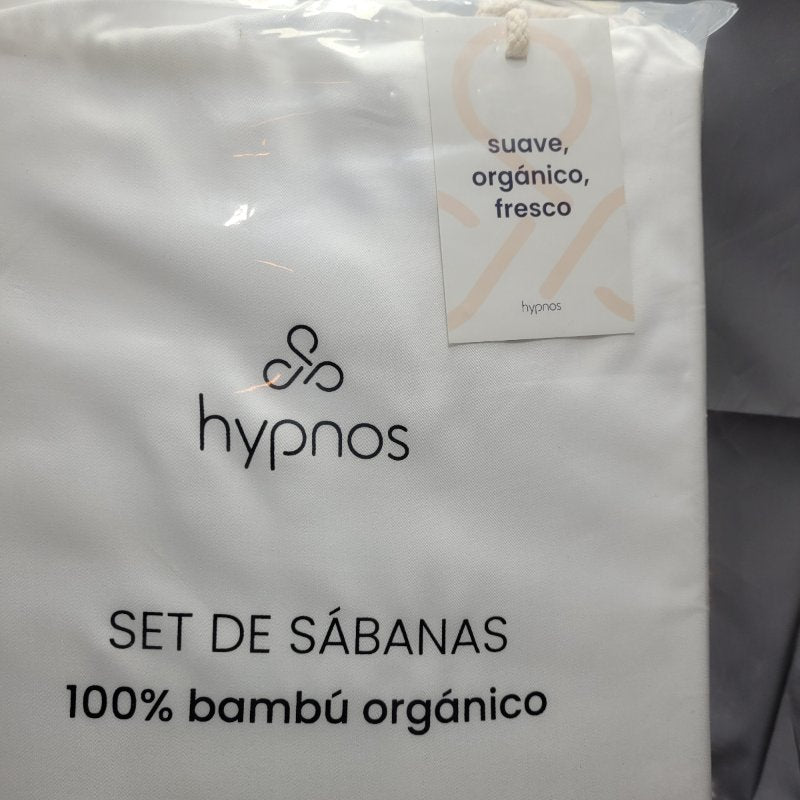 suave,
orgánico,
fresco
hypnos
hypnos
SET DE SÁBANAS
100% bambú orgánico